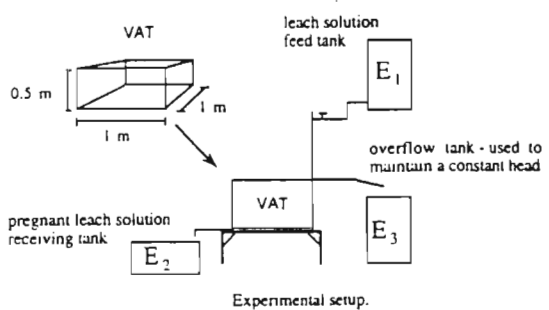 VAT
0.5 m
1 m
1 m
leach solution
feed tank
E1
overflow tank - used to
maintain a constant head
VAT
E3
pregnant leach solution
receiving tank
E2
Experimental setup.